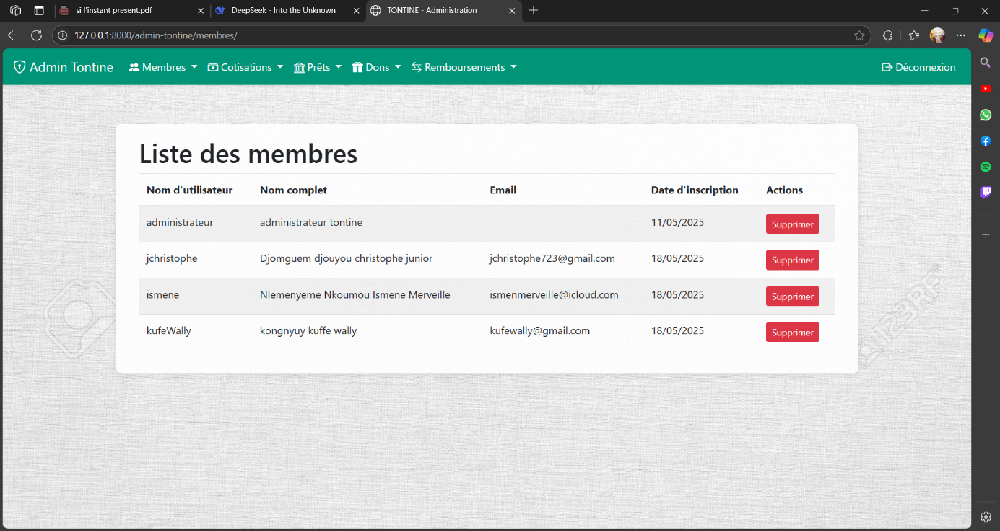 si l'instant present.pdf
DeepSeek - Into the Unknown
TONTINE - Administration
127.0.0.1:8000/admin-tontine/membres/
Admin Tontine Membres Cotisations Prêts Dons Remboursements Déconnexion
Liste des membres
Nom d'utilisateur Nom complet Email Date d'inscription Actions
administrateur administrateur tontine 11/05/2025 Supprimer
jchristophe Djomguem djouyou christophe junior jchristophe723@gmail.com 18/05/2025 Supprimer
ismene Nlemenyeme Nkoumou Ismene Merveille ismenmerveille@icloud.com 18/05/2025 Supprimer
kufeWally kongnyuy kuffe wally kufewally@gmail.com 18/05/2025 Supprimer
123RF®